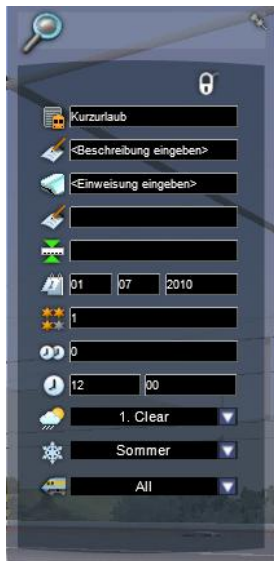 Kurzurlaub
<Beschreibung eingeben>
<Einweisung eingeben>
01 07 2010
1
0
12 00
1. Clear
Sommer
All